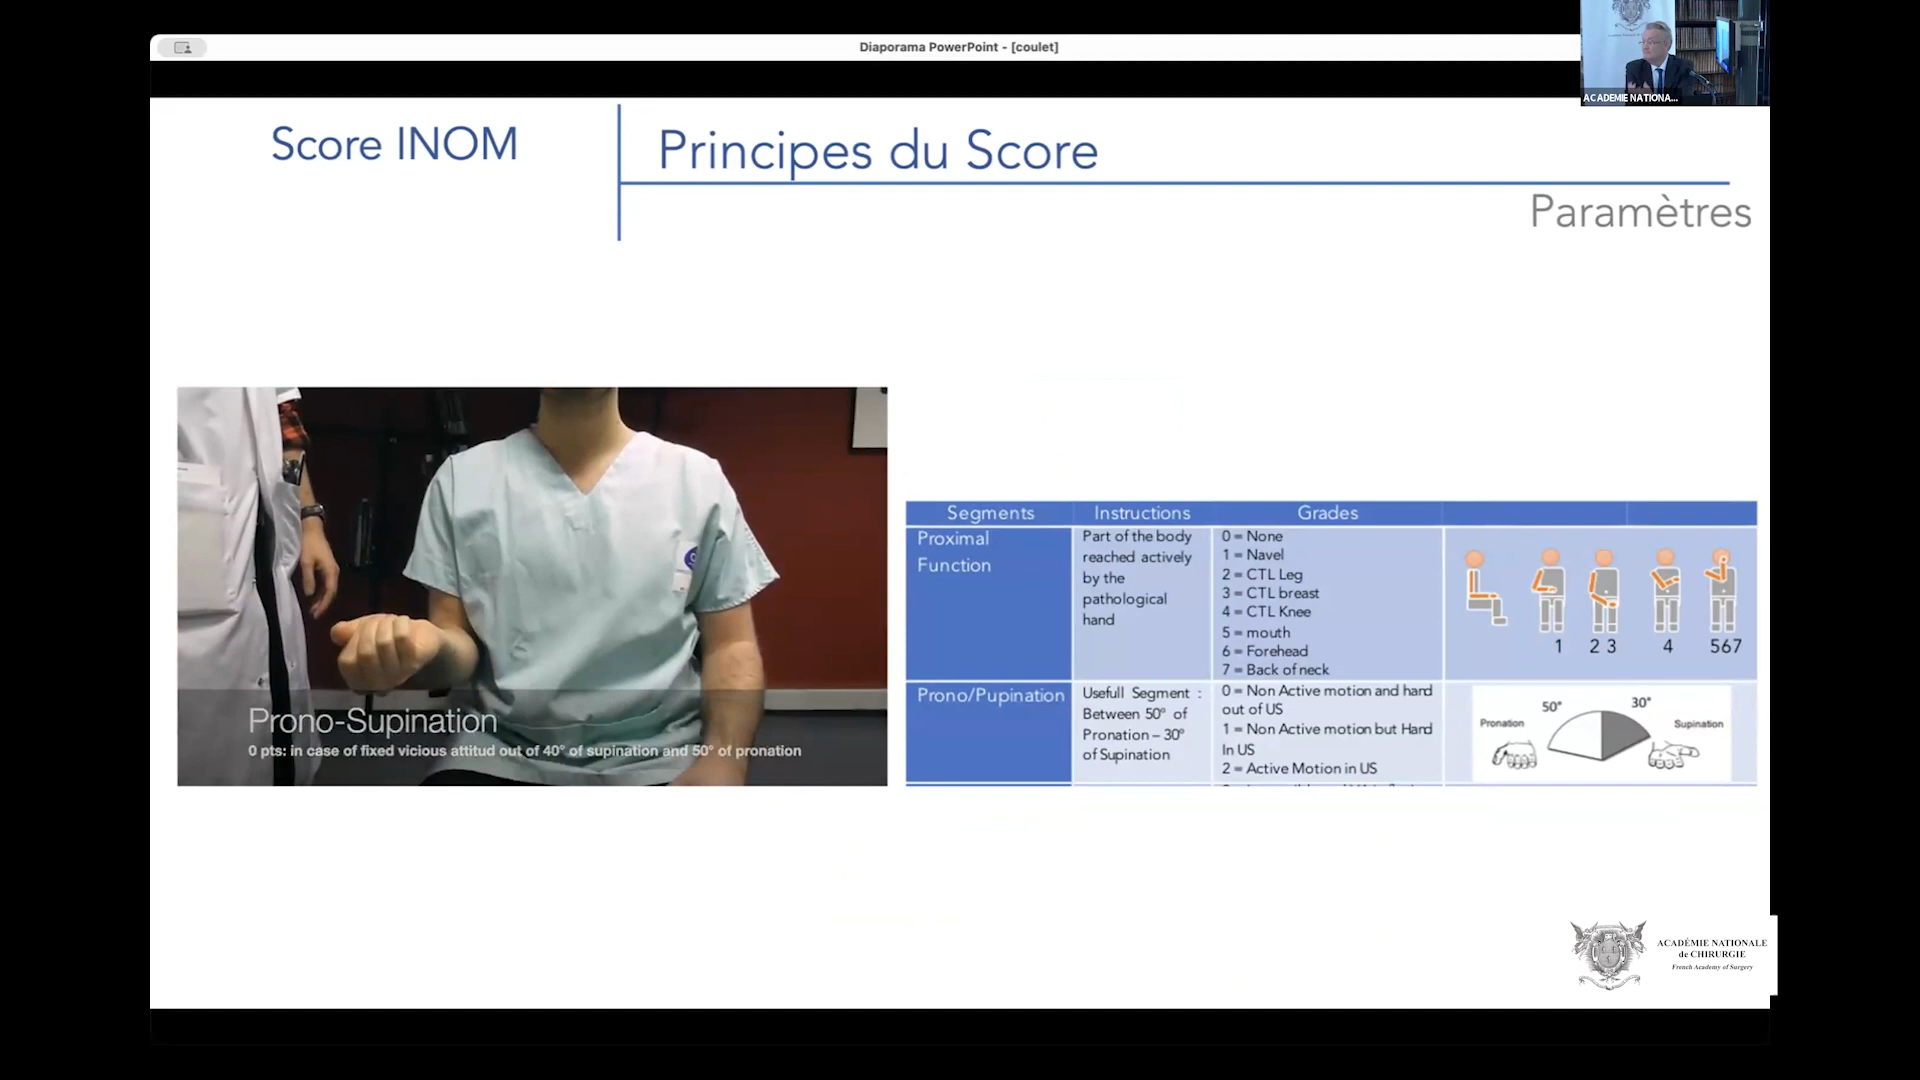 Diaporama PowerPoint - [coulet]
ACADEMIE NATIONA...
Score INOM
Principes du Score
Paramètres
Prono-Supination
0 pts: in case of fixed vicious attitud out of 40° of supination and 50° of pronation
Segments Instructions Grades
Proximal
Function
Part of the body
reached actively
by the
pathological
hand
0 = None
1 = Navel
2 = CTL Leg
3 = CTL breast
4 = CTL Knee
5 = mouth
6 = Forehead
7 = Back of neck
1 2 3 4 567
Prono/Pupination
Usefull Segment :
Between 50° of
Pronation – 30°
of Supination
0 = Non Active motion and hard
out of US
1 = Non Active motion but Hard
In US
2 = Active Motion in US
50° 30°
Pronation Supination
ACADÉMIE NATIONALE
de CHIRURGIE
French Academy of Surgery